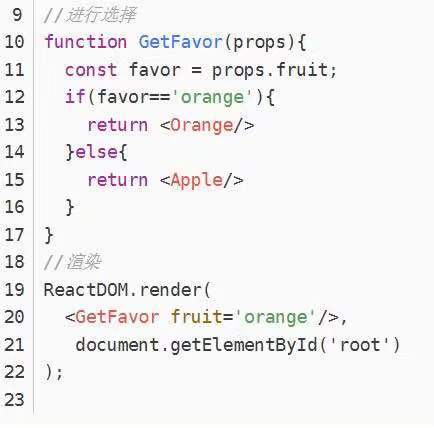 9 //进行选择
10 function GetFavor(props){
11   const favor = props.fruit;
12   if(favor=='orange'){
13     return <Orange/>
14   }else{
15     return <Apple/>
16   }
17 }
18 //渲染
19 ReactDOM.render(
20   <GetFavor fruit='orange'/>,
21    document.getElementById('root')
22 );
23